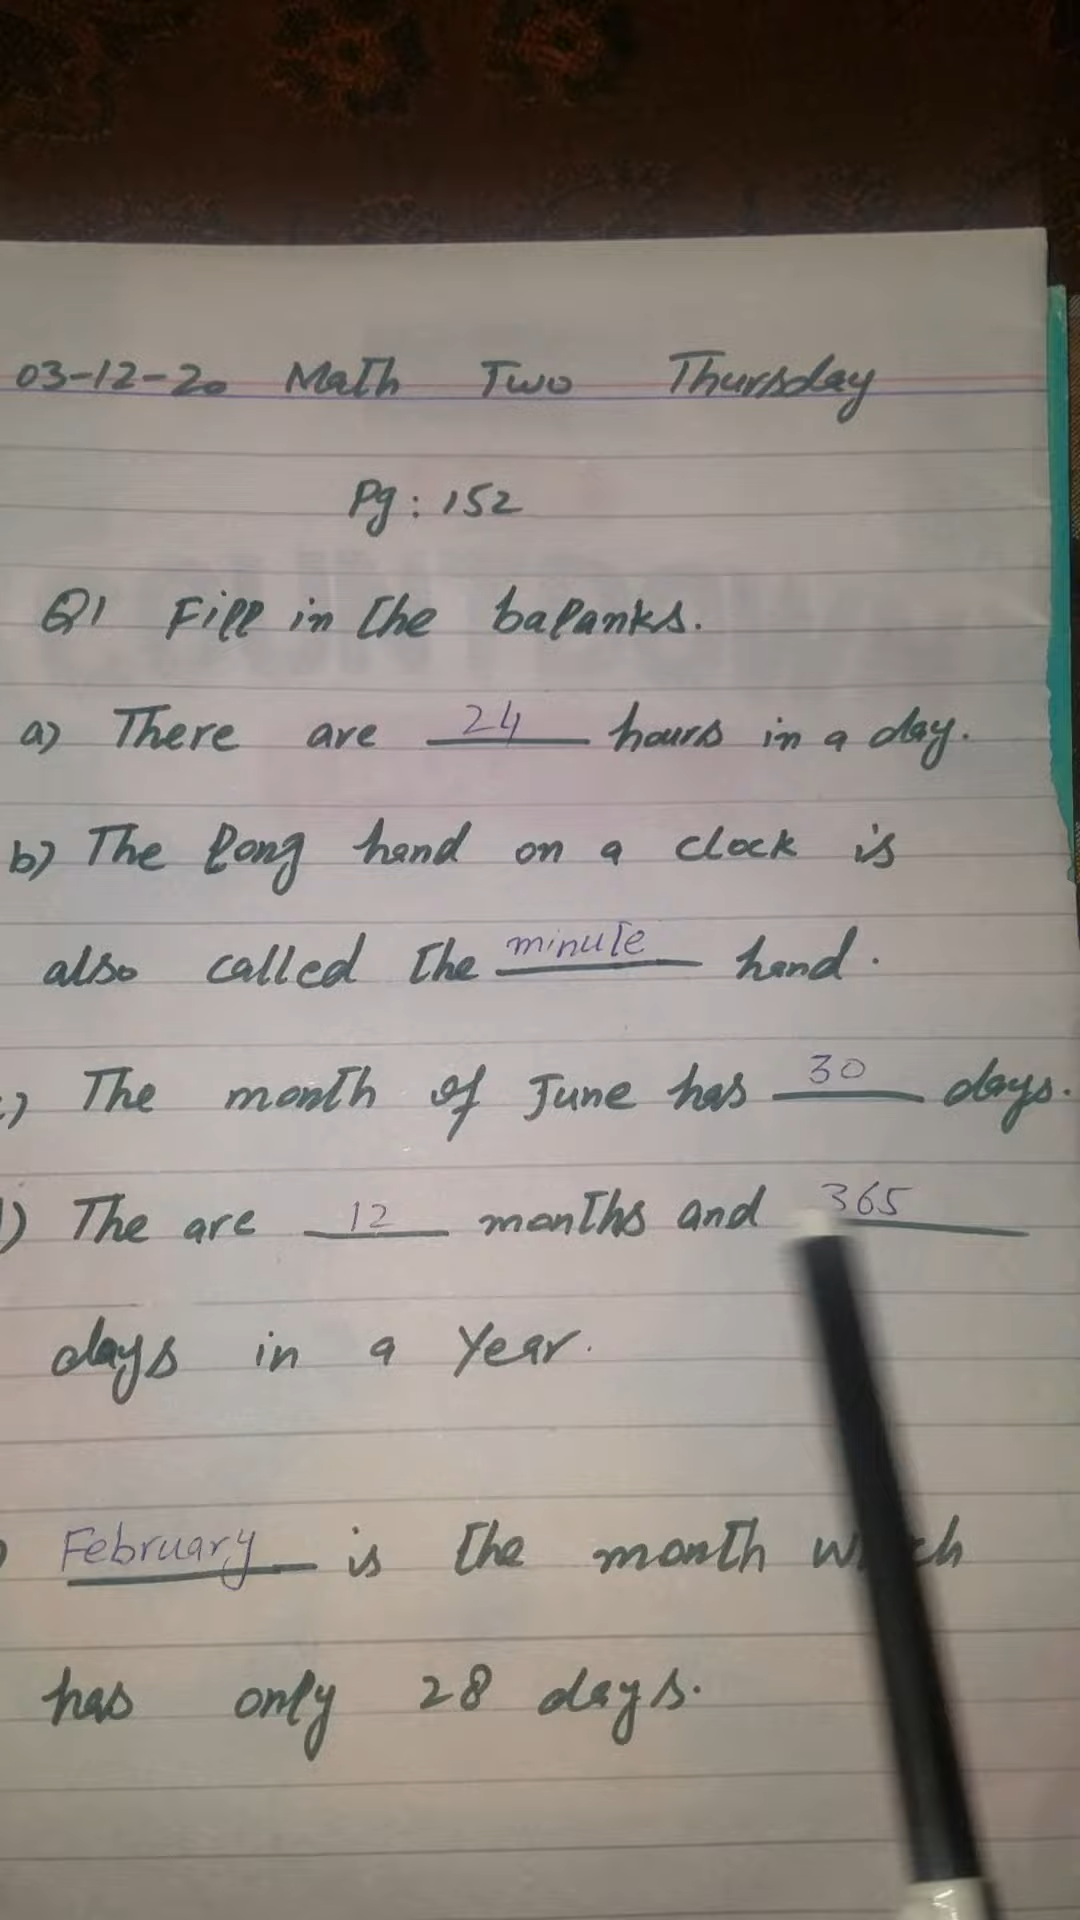 03-12-20 Math Two Thursday
Pg: 152
Q1 Fill in the balanks.
a) There are 24 hours in a day.
b) The long hand on a clock is
also called the minute hand.
) The month of June has 30 days.
) The are 12 months and 365
days in a Year.
February is the month
has only 28 days.